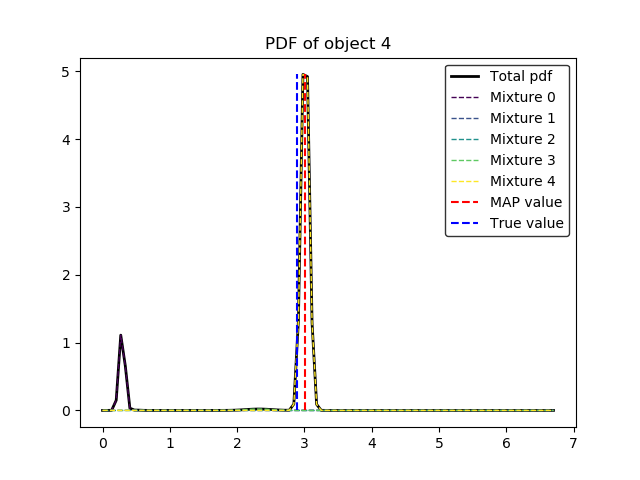 PDF of object 4
5
4
3
2
1
0
0 1 2 3 4 5 6 7
Total pdf
Mixture 0
Mixture 1
Mixture 2
Mixture 3
Mixture 4
MAP value
True value